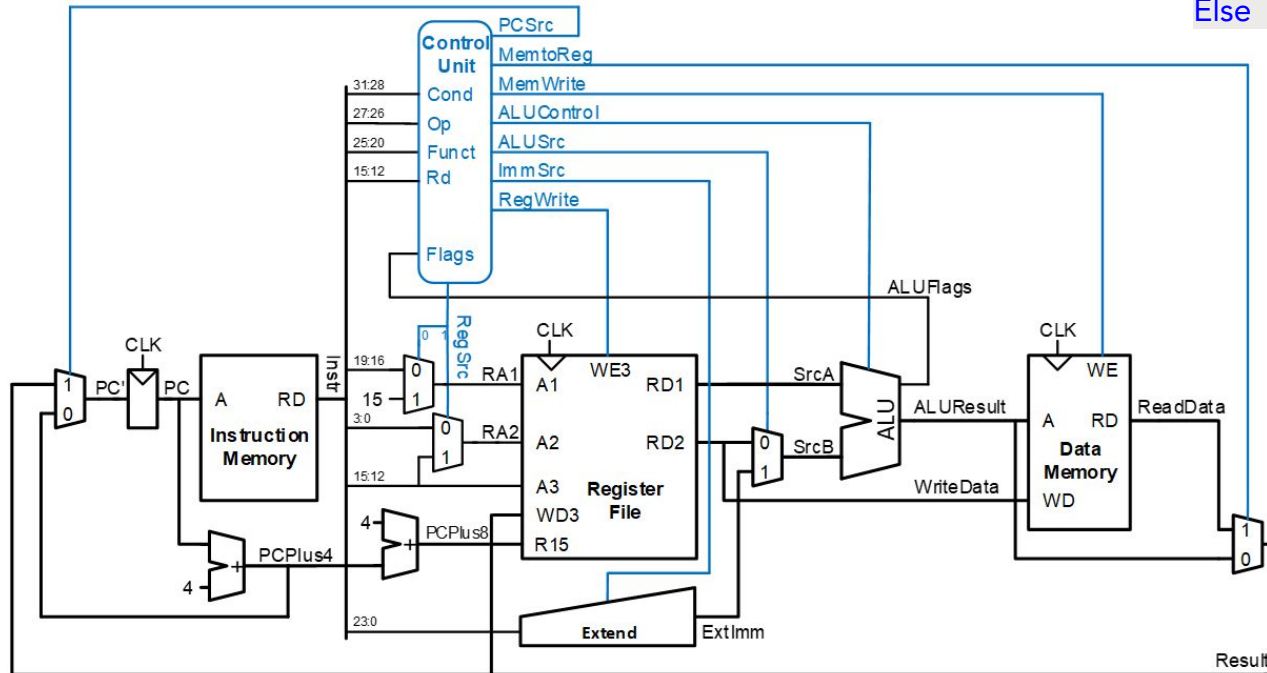 Else
PCSrc
Control
Unit
MemtoReg
MemWrite
ALUControl
ALUSrc
ImmSrc
RegWrite
31:28
Cond
27:26
Op
25:20
Funct
15:12
Rd
Flags
ALUFlags
RegSrc
0 1
CLK
1
0
PC'
PC
A
RD
Instruction
Memory
Instr
19:16
0
15
1
RA1
3:0
0
1
RA2
15:12
CLK
A1
WE3
RD1
A2
RD2
A3
Register
File
WD3
R15
SrcA
0
1
SrcB
ALU
ALUResult
WriteData
CLK
WE
A
RD
Data
Memory
WD
ReadData
1
0
4
+
PCPlus8
4
+
PCPlus4
23:0
Extend
ExtImm
Result